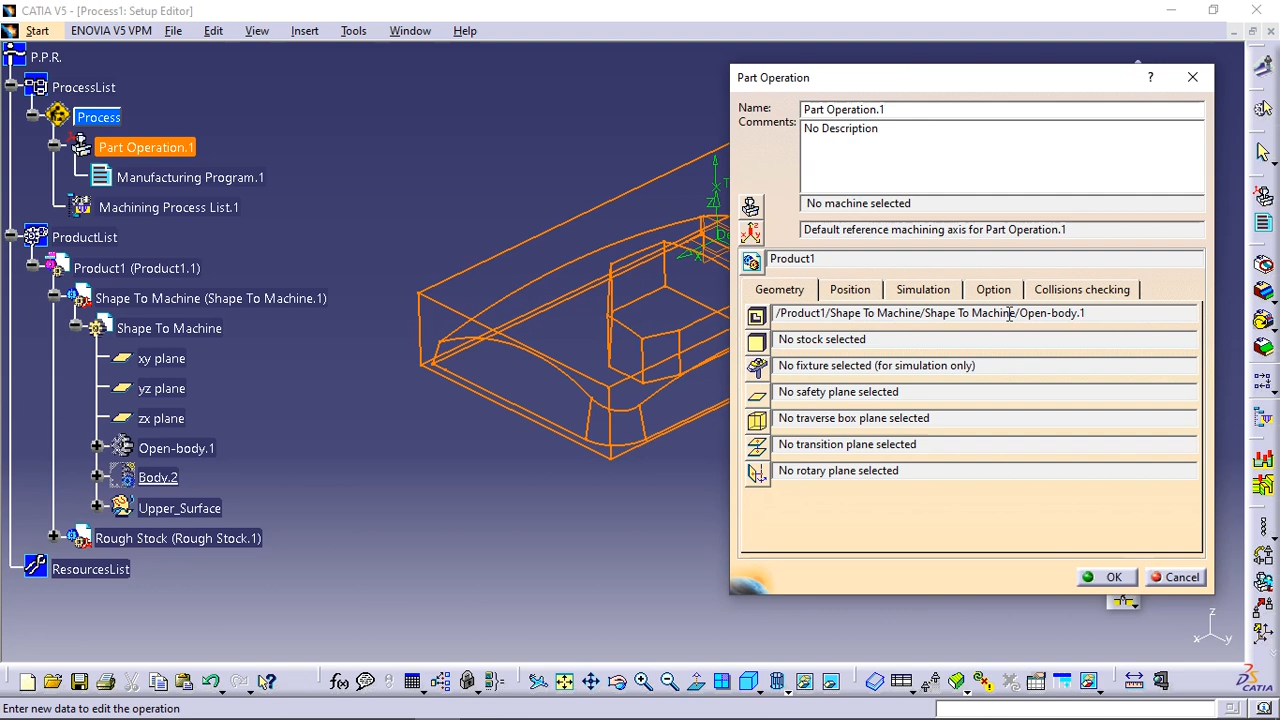 CATIA V5 - [Process1: Setup Editor]
Start ENOVIA V5 VPM File Edit View Insert Tools Window Help
P.P.R.
ProcessList
Process
Part Operation.1
Manufacturing Program.1
Machining Process List.1
ProductList
Product1 (Product1.1)
Shape To Machine (Shape To Machine.1)
Shape To Machine
xy plane
yz plane
zx plane
Open-body.1
Body.2
Upper_Surface
Rough Stock (Rough Stock.1)
ResourcesList
Z
X
Part Operation
?
Name: Part Operation.1
Comments: No Description
No machine selected
Default reference machining axis for Part Operation.1
Product1
Geometry Position Simulation Option Collisions checking
/Product1/Shape To Machine/Shape To Machine/Open-body.1
No stock selected
No fixture selected (for simulation only)
No safety plane selected
No traverse box plane selected
No transition plane selected
No rotary plane selected
OK Cancel
z
x y
f(x)
CATIA
Enter new data to edit the operation